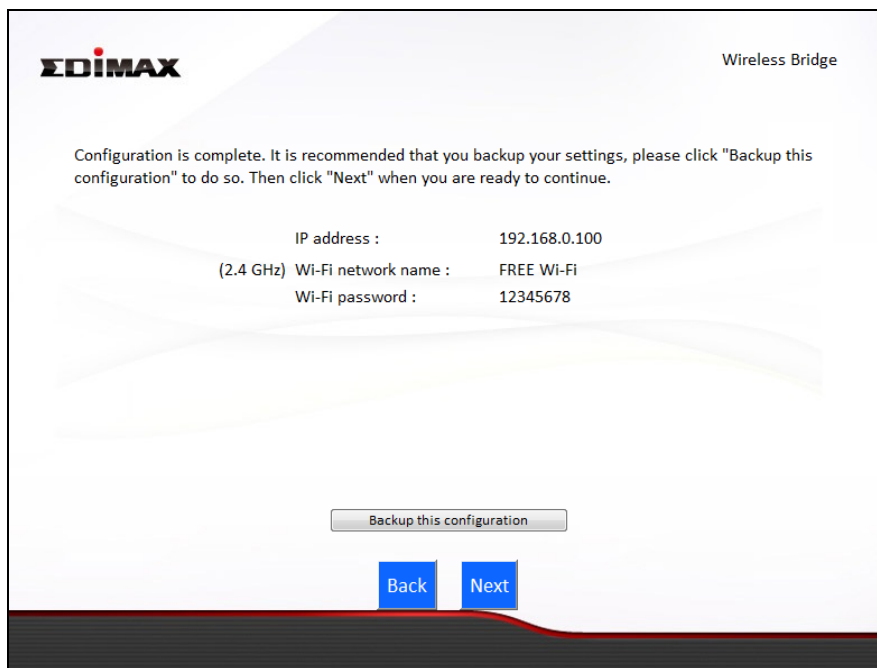 EDIMAX
Wireless Bridge
Configuration is complete. It is recommended that you backup your settings, please click "Backup this
configuration" to do so. Then click "Next" when you are ready to continue.
IP address : 192.168.0.100
(2.4 GHz) Wi-Fi network name : FREE Wi-Fi
Wi-Fi password : 12345678
Backup this configuration
Back Next